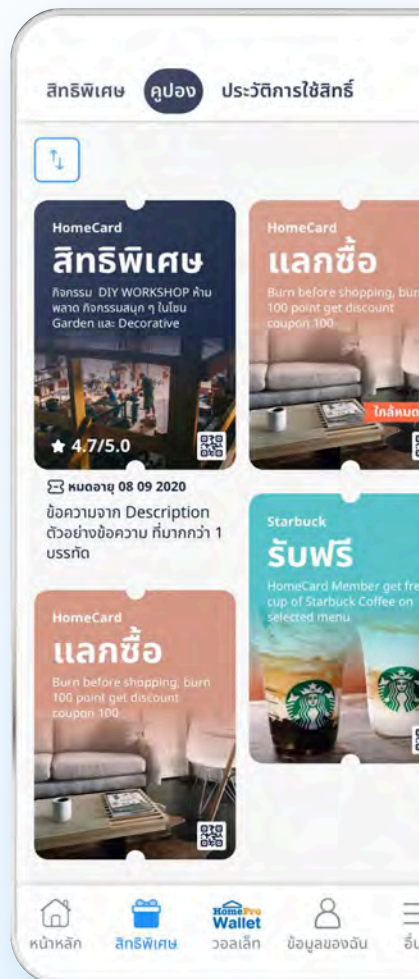 สิทธิพิเศษ คูปอง ประวัติการใช้สิทธิ์
HomeCard
สิทธิพิเศษ
กิจกรรม DIY WORKSHOP ห้าม
พลาด กิจกรรมสนุก ๆ ในโซน
Garden และ Decorative
4.7/5.0
หมดอายุ 08 09 2020
ข้อความจาก Description
ตัวอย่างข้อความ ที่มากกว่า 1
บรรทัด
HomeCard
แลกซื้อ
Burn before shopping, burn
100 point get discount
coupon 100
HomeCard
แลกซื้อ
Burn before shopping, bur
100 point get discount
coupon 100
ใกล้หมด
Starbuck
รับฟรี
HomeCard Member get fre
cup of Starbuck Coffee on
selected menu
หน้าหลัก
สิทธิพิเศษ
HomePro
Wallet
วอลเล็ท
ข้อมูลของฉัน
อื่น